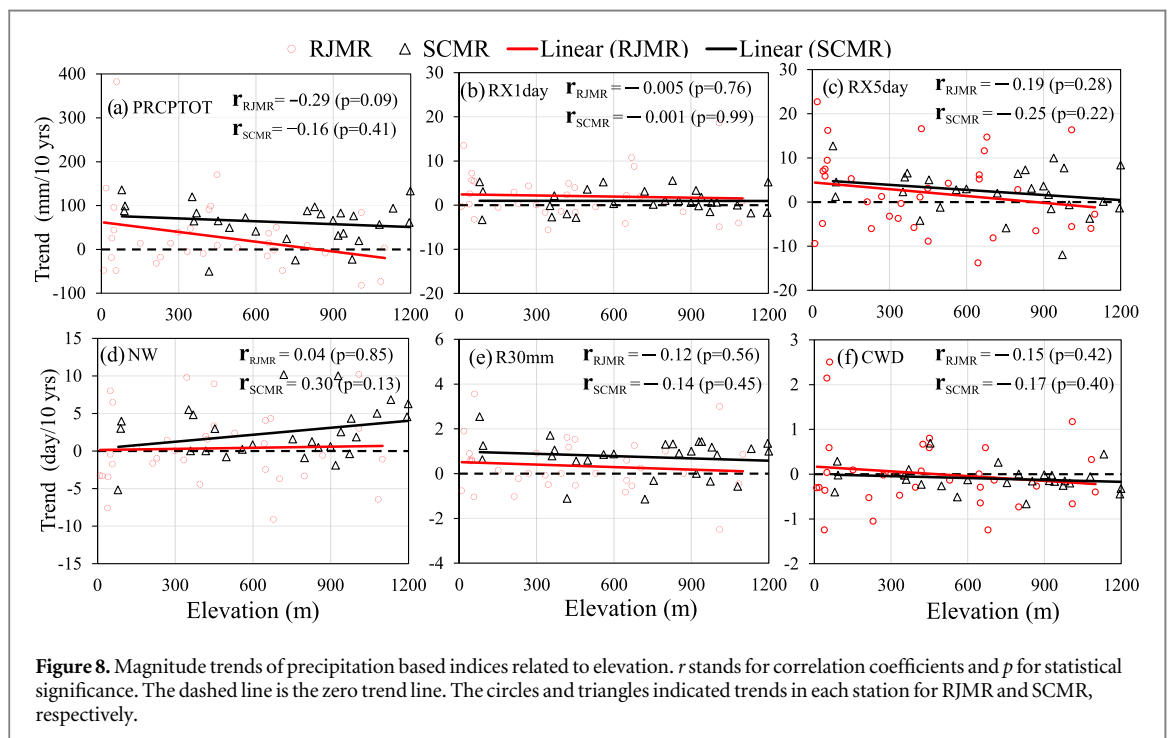 RJMR SCMR Linear (RJMR) Linear (SCMR)
Trend (mm/10 yrs)
400
300
200
100
0
-100
(a) PRCPTOT
rRJMR = −0.29 (p=0.09)
rSCMR = −0.16 (p=0.41)
0 300 600 900 1200
30
20
10
0
-10
-20
(b) RX1day
rRJMR = − 0.005 (p=0.76)
rSCMR = − 0.001 (p=0.99)
0 300 600 900 1200
30
20
10
0
-10
-20
(c) RX5day
rRJMR = − 0.19 (p=0.28)
rSCMR = − 0.25 (p=0.22)
0 300 600 900 1200
Trend (day/10 yrs)
15
10
5
0
-5
-10
-15
(d) NW
rRJMR = 0.04 (p=0.85)
rSCMR = 0.30 (p=0.13)
0 300 600 900 1200
Elevation (m)
6
4
2
0
-2
-4
(e) R30mm
rRJMR = − 0.12 (p=0.56)
rSCMR = − 0.14 (p=0.45)
0 300 600 900 1200
Elevation (m)
3
2
1
0
-1
-2
(f) CWD
rRJMR = − 0.15 (p=0.42)
rSCMR = − 0.17 (p=0.40)
0 300 600 900 1200
Elevation (m)
Figure 8. Magnitude trends of precipitation based indices related to elevation. r stands for correlation coefficients and p for statistical
significance. The dashed line is the zero trend line. The circles and triangles indicated trends in each station for RJMR and SCMR,
respectively.